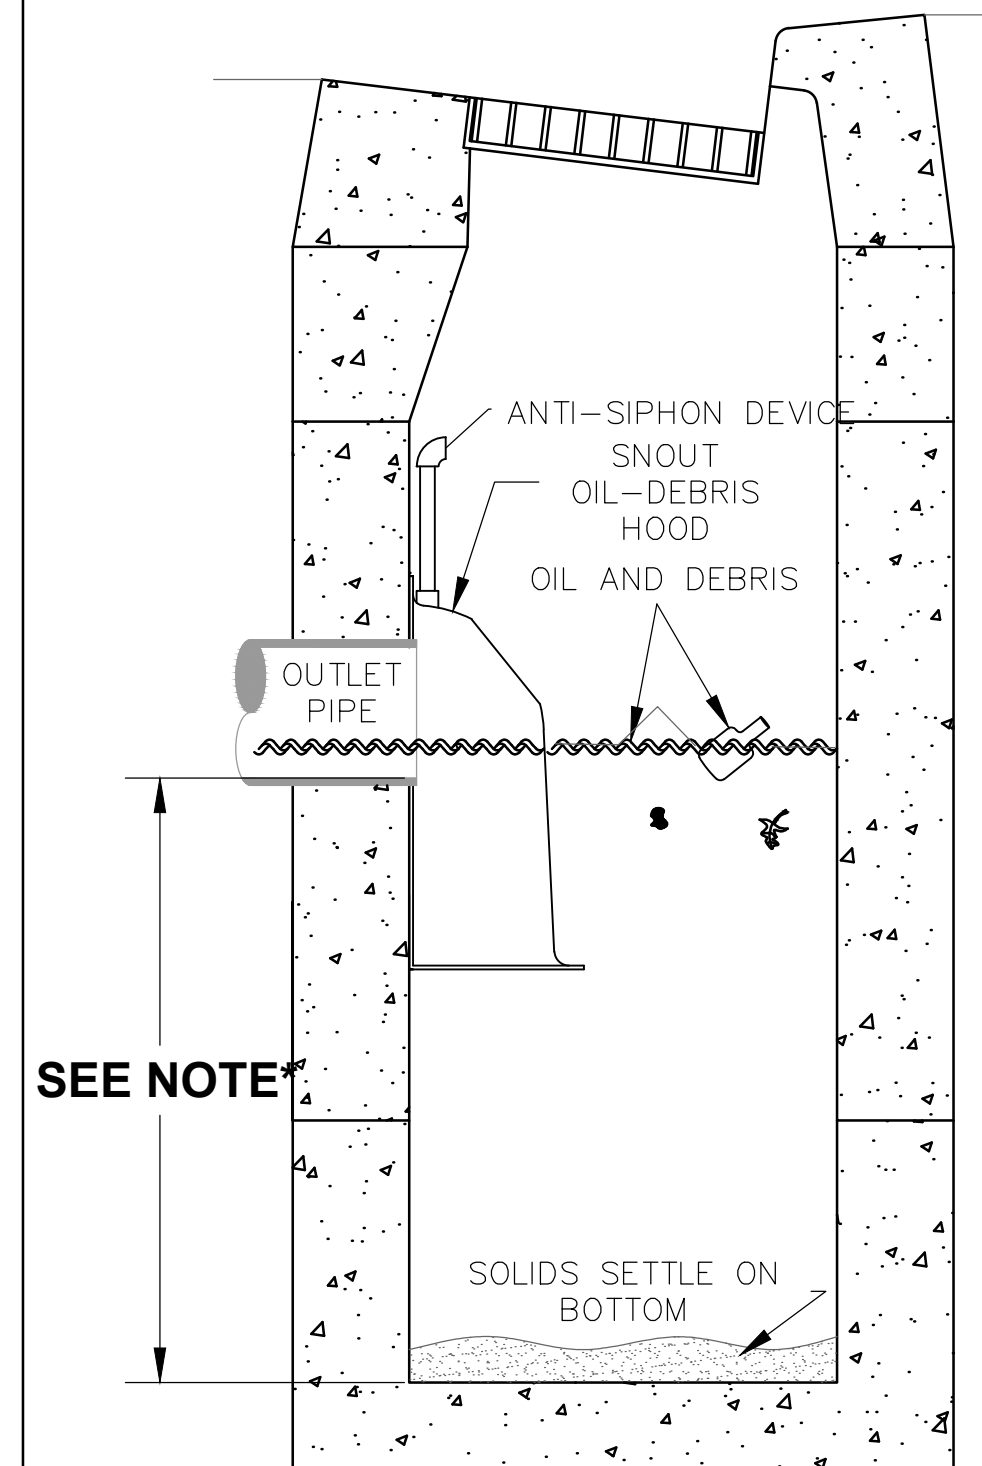 ANTI-SIPHON DEVICE
SNOUT
OIL-DEBRIS
HOOD
OIL AND DEBRIS
OUTLET
PIPE
SEE NOTE*
SOLIDS SETTLE ON
BOTTOM